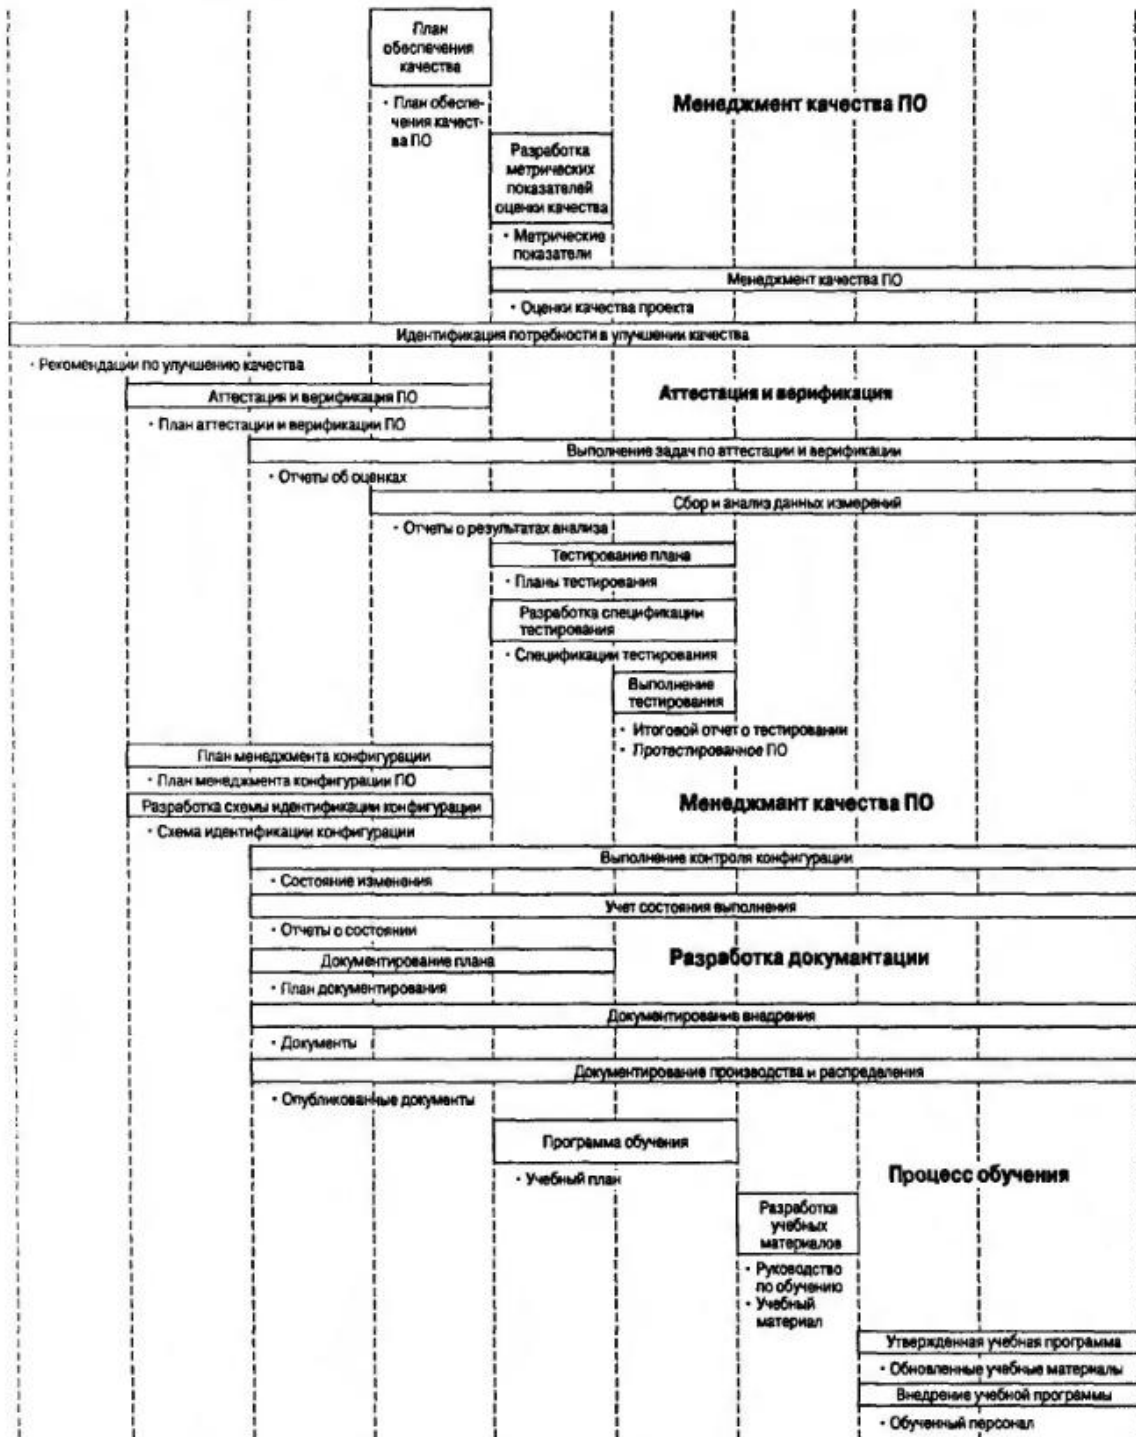 План
обеспечения
качества
• План обеспе-
чения качест-
ва ПО
Менеджмент качества ПО
Разработка
метрических
показателей
оценки качества
• Метрические
показатели
Менеджмент качества ПО
• Оценки качества проекта
Идентификация потребности в улучшении качества
• Рекомендации по улучшению качества
Аттестация и верификация ПО
Аттестация и верификация
• План аттестации и верификации ПО
Выполнение задач по аттестации и верификации
• Отчеты об оценках
Сбор и анализ данных измерений
• Отчеты о результатах анализа
Тестирование плана
• Планы тестирования
Разработка спецификации
тестирования
• Спецификации тестирования
Выполнение
тестирования
• Итоговой отчет о тестировании
• Лротестированное ПО
План менеджмента конфигурации
• План менеджмента конфигурации ПО
Разработка схемы идентификации конфигурации
Менеджмант качества ПО
• Схема идентификации конфигурации
Выполнение контроля конфигурации
• Состояние изменения
Учет состояния выполнения
• Отчеты о состоянии
Документирование плана
Разработка докумантации
• План документирования
Документирование внедрения
• Документы
Документирование производства и распределения
• Опубликованные документы
Программа обучения
• Учебный план
Процесс обучения
Разработка
учебных
материалов
• Руководство
по обучению
• Учебный
материал
Утвержденная учебная программа
• Обновленные учебные материалы
Внедрение учебной программы
• Обученный персонал